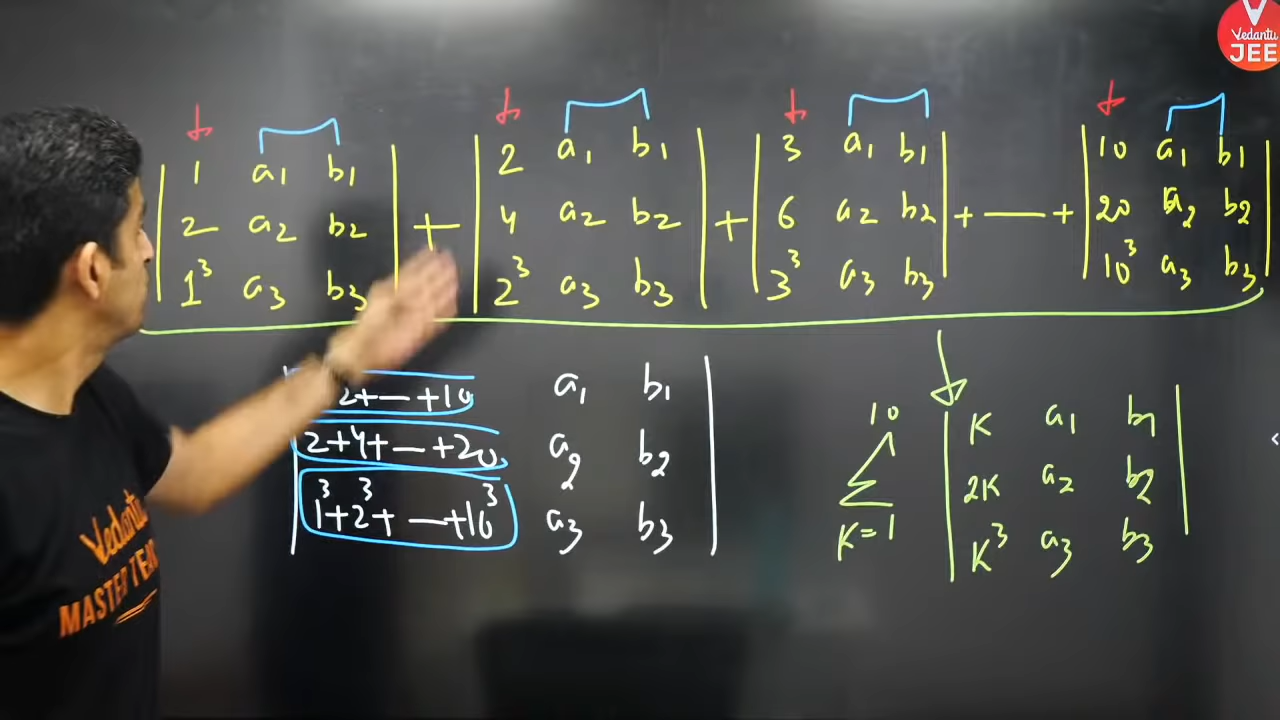 Vedantu
JEE
| 1 a₁ b₁ | + | 2 a₁ b₁ | + | 3 a₁ b₁ | + — + | 10 a₁ b₁ |
| 2 a₂ b₂ | | 4 a₂ b₂ | | 6 a₂ b₂ | | 20 a₂ b₂ |
| 1³ a₃ b₃ | | 2³ a₃ b₃ | | 3³ a₃ b₃ | | 10³ a₃ b₃ |
| 2+ — +10 a₁ b₁ |
| 2+4+ — +20 a₂ b₂ |
| 1³+2³+ — +10³ a₃ b₃ |
10
Σ
K=1
| K a₁ b₁ |
| 2K a₂ b₂ |
| K³ a₃ b₃ |
Vedantu
MASTER TEA